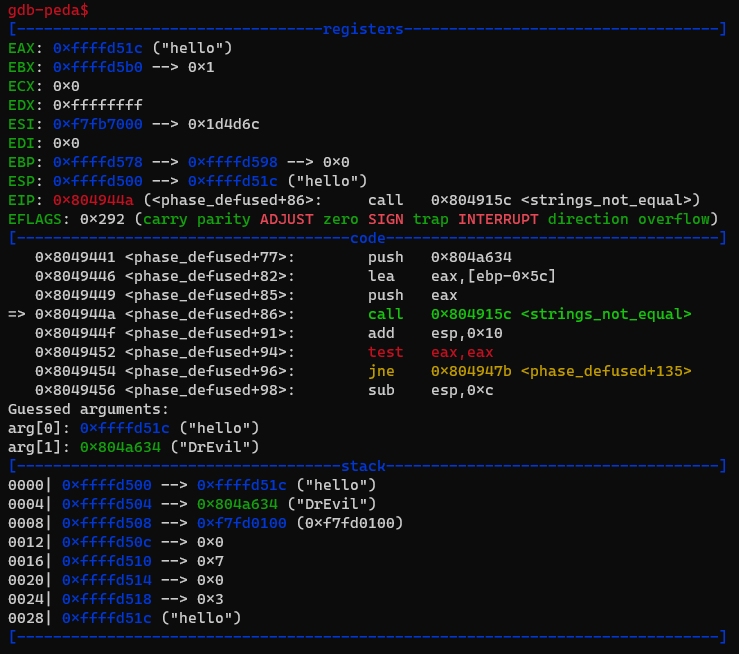 gdb-peda$
[----------------------------------registers-----------------------------------]
EAX: 0xffffd51c ("hello")
EBX: 0xffffd5b0 --> 0x1
ECX: 0x0
EDX: 0xffffffff
ESI: 0xf7fb7000 --> 0x1d4d6c
EDI: 0x0
EBP: 0xffffd578 --> 0xffffd598 --> 0x0
ESP: 0xffffd500 --> 0xffffd51c ("hello")
EIP: 0x804944a (<phase_defused+86>:     call   0x804915c <strings_not_equal>)
EFLAGS: 0x292 (carry parity ADJUST zero SIGN trap INTERRUPT direction overflow)
[-------------------------------------code-------------------------------------]
   0x8049441 <phase_defused+77>:        push   0x804a634
   0x8049446 <phase_defused+82>:        lea    eax,[ebp-0x5c]
   0x8049449 <phase_defused+85>:        push   eax
=> 0x804944a <phase_defused+86>:        call   0x804915c <strings_not_equal>
   0x804944f <phase_defused+91>:        add    esp,0x10
   0x8049452 <phase_defused+94>:        test   eax,eax
   0x8049454 <phase_defused+96>:        jne    0x804947b <phase_defused+135>
   0x8049456 <phase_defused+98>:        sub    esp,0xc
Guessed arguments:
arg[0]: 0xffffd51c ("hello")
arg[1]: 0x804a634 ("DrEvil")
[------------------------------------stack-------------------------------------]
0000| 0xffffd500 --> 0xffffd51c ("hello")
0004| 0xffffd504 --> 0x804a634 ("DrEvil")
0008| 0xffffd508 --> 0xf7fd0100 (0xf7fd0100)
0012| 0xffffd50c --> 0x0
0016| 0xffffd510 --> 0x7
0020| 0xffffd514 --> 0x0
0024| 0xffffd518 --> 0x3
0028| 0xffffd51c ("hello")
[------------------------------------------------------------------------------]